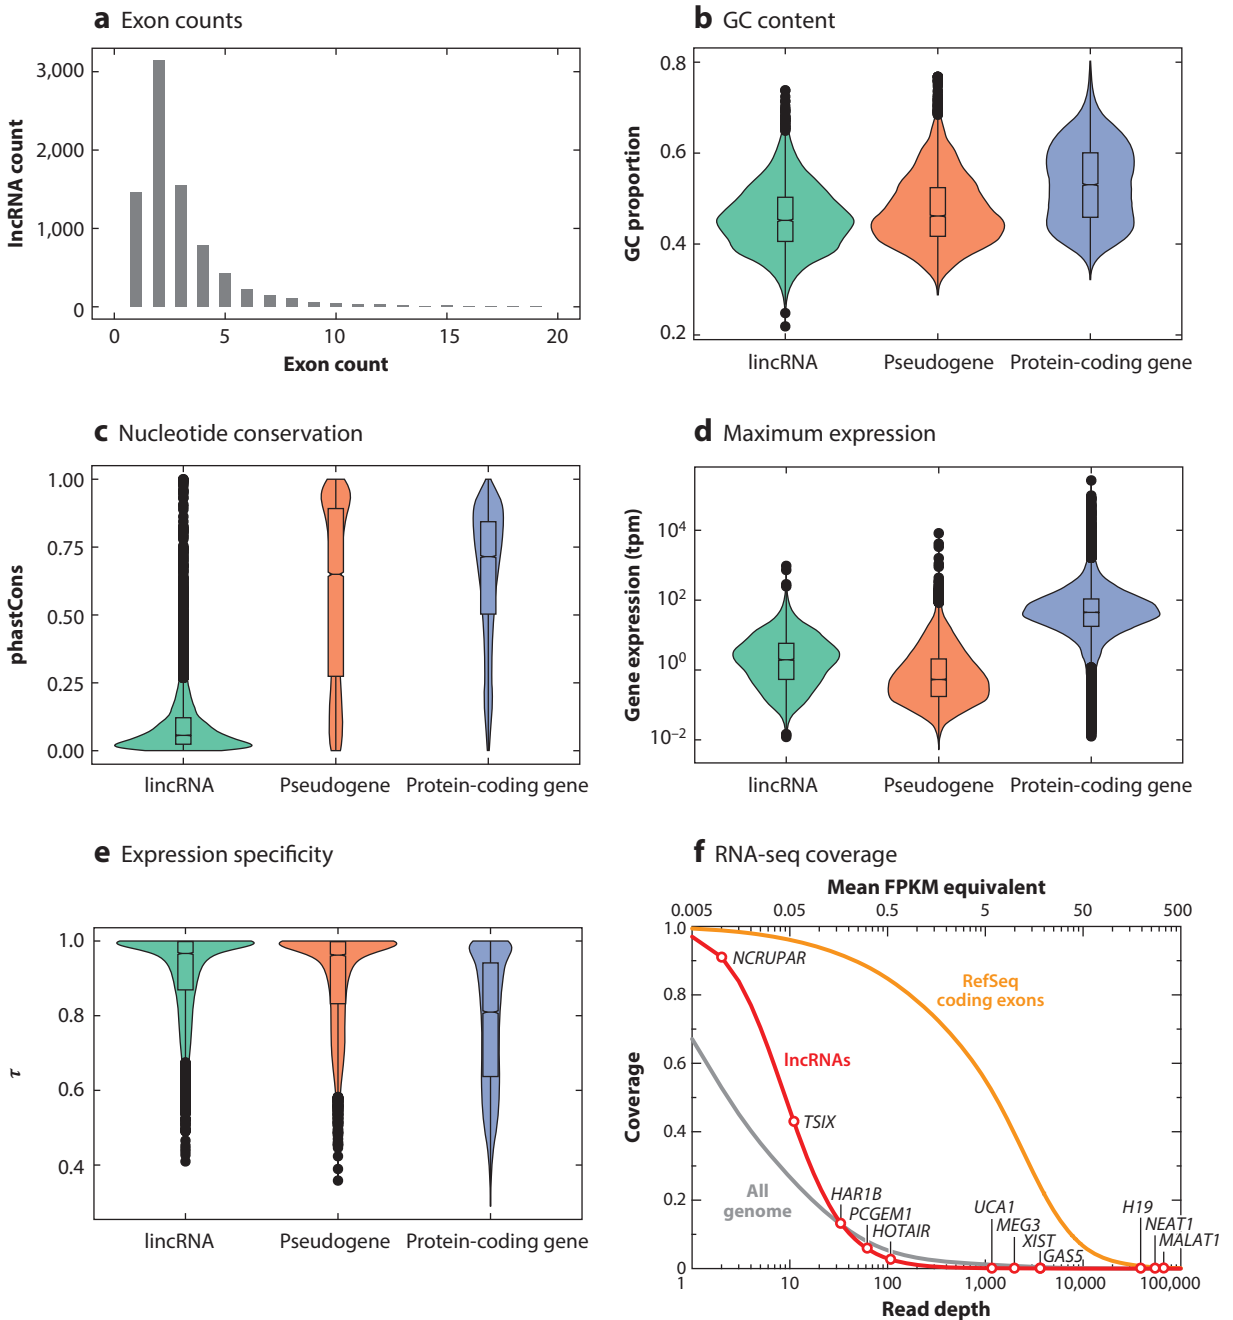 a Exon counts
3,000
2,000
1,000
0
lncRNA count
0 5 10 15 20
Exon count
b GC content
0.8
0.6
0.4
0.2
GC proportion
lincRNA Pseudogene Protein-coding gene
c Nucleotide conservation
1.00
0.75
0.50
0.25
0.00
phastCons
lincRNA Pseudogene Protein-coding gene
d Maximum expression
10⁴
10²
10⁰
10⁻²
Gene expression (tpm)
lincRNA Pseudogene Protein-coding gene
e Expression specificity
1.0
0.8
0.6
0.4
τ
lincRNA Pseudogene Protein-coding gene
f RNA-seq coverage
Mean FPKM equivalent
0.005 0.05 0.5 5 50 500
1.0
0.8
0.6
0.4
0.2
0
Coverage
NCRUPAR
RefSeq
coding exons
lncRNAs
TSIX
All
genome
HAR1B
PCGEM1
HOTAIR
UCA1
MEG3
XIST
GAS5
H19
NEAT1
MALAT1
1 10 100 1,000 10,000 100,000
Read depth